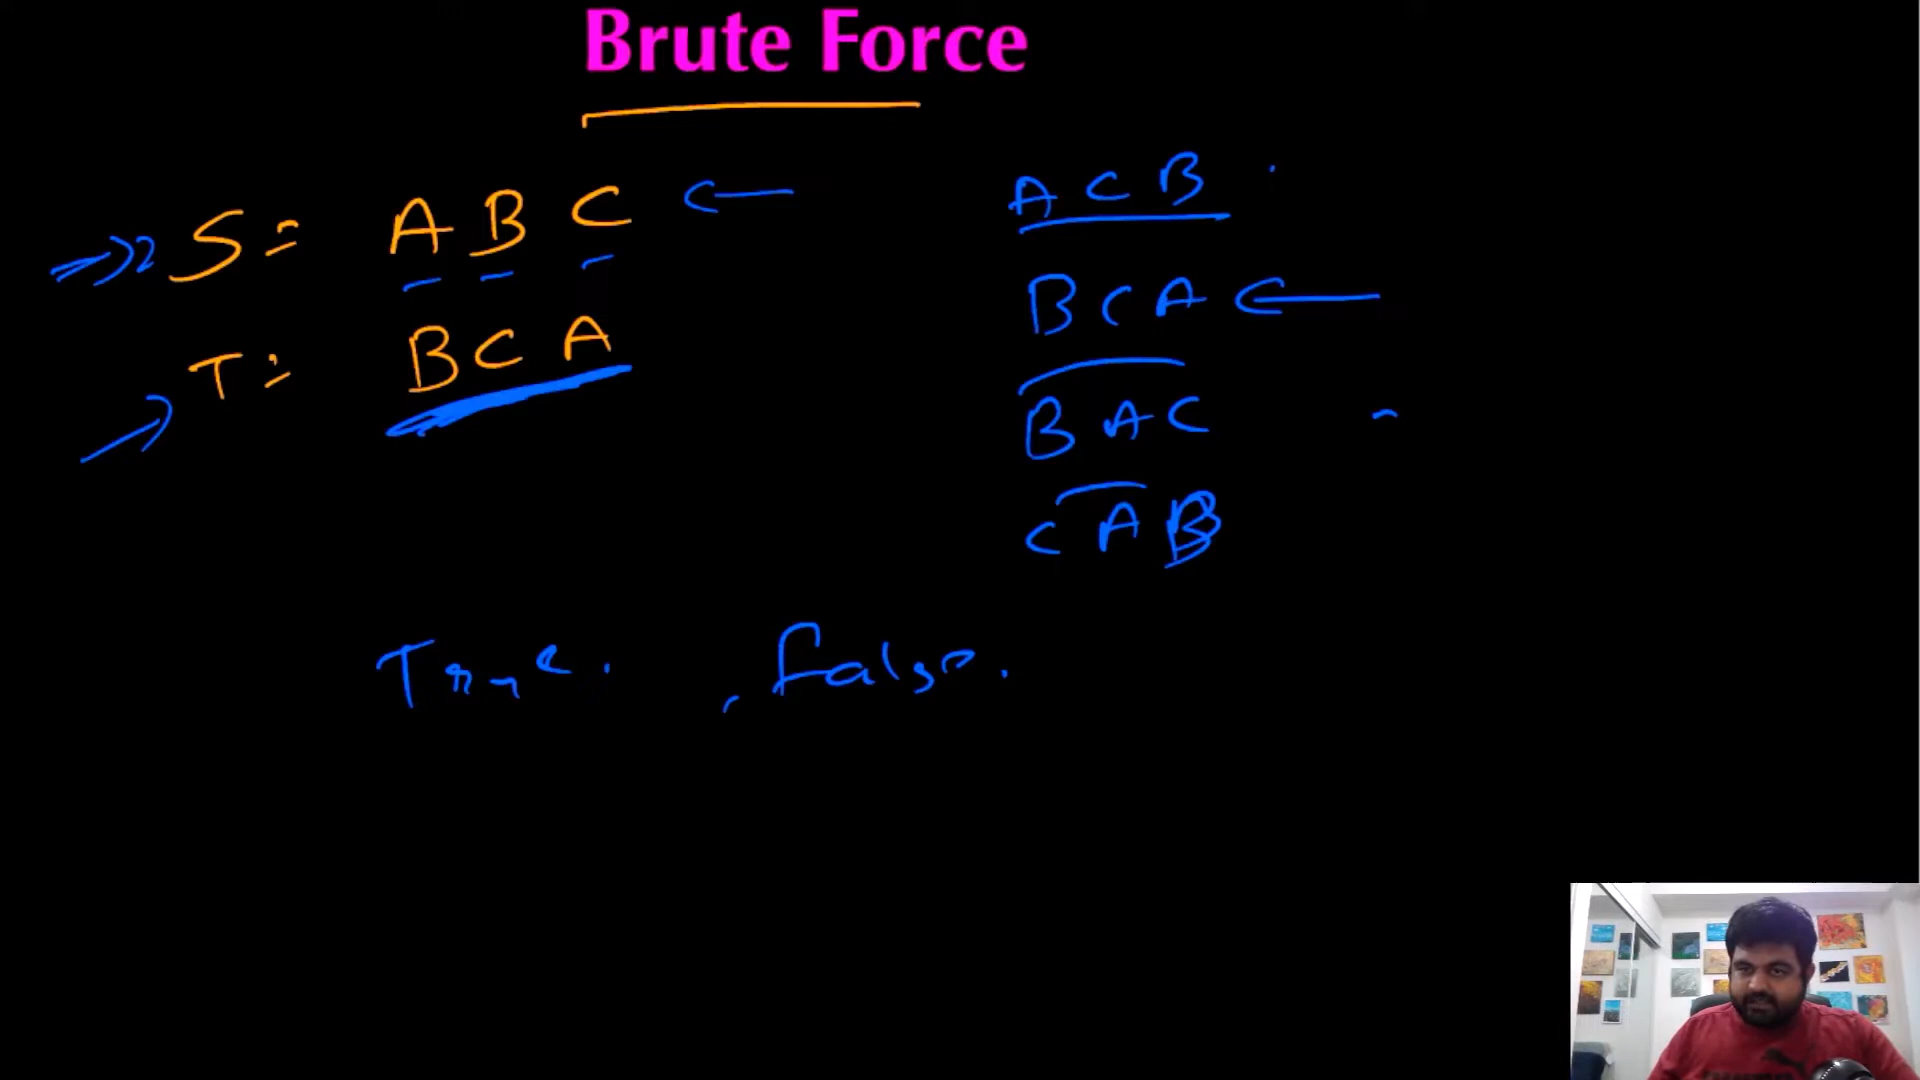 Brute Force
S = A B C
T = B C A
A C B
B C A
B A C
C A B
True. , false.